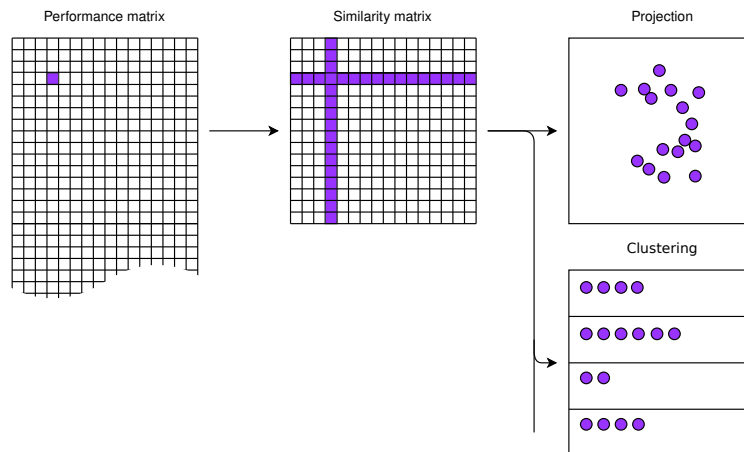 Performance matrix
Similarity matrix
Projection
Clustering